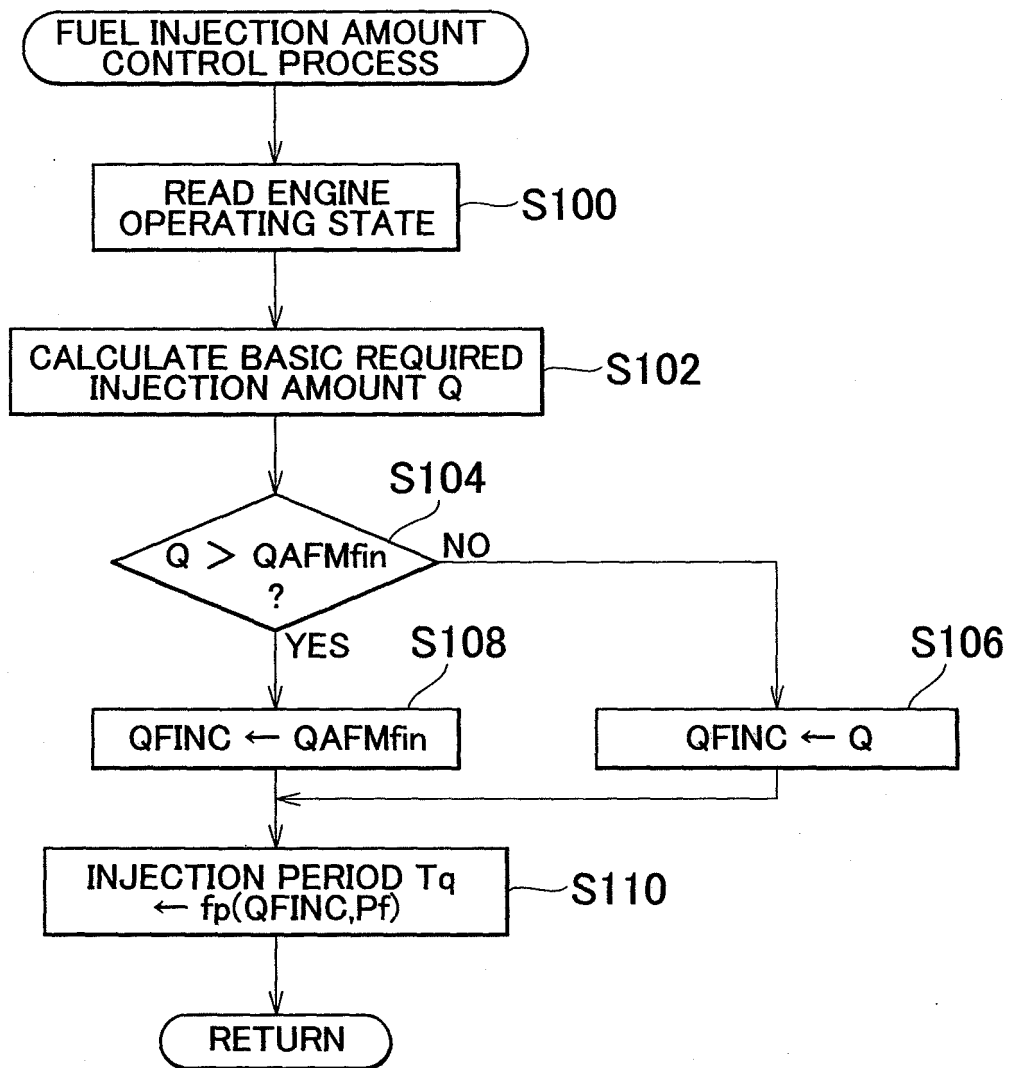 FUEL INJECTION AMOUNT
CONTROL PROCESS
READ ENGINE
OPERATING STATE
S100
CALCULATE BASIC REQUIRED
INJECTION AMOUNT Q
S102
S104
Q > QAFMfin
?
NO
YES
S108
S106
QFINC ← QAFMfin
QFINC ← Q
INJECTION PERIOD Tq
← fp(QFINC,Pf)
S110
RETURN